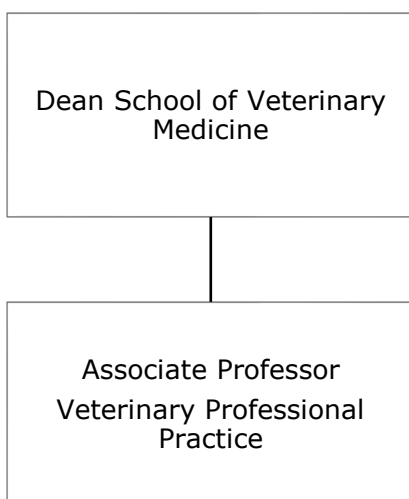 Dean School of Veterinary
Medicine
Associate Professor
Veterinary Professional
Practice